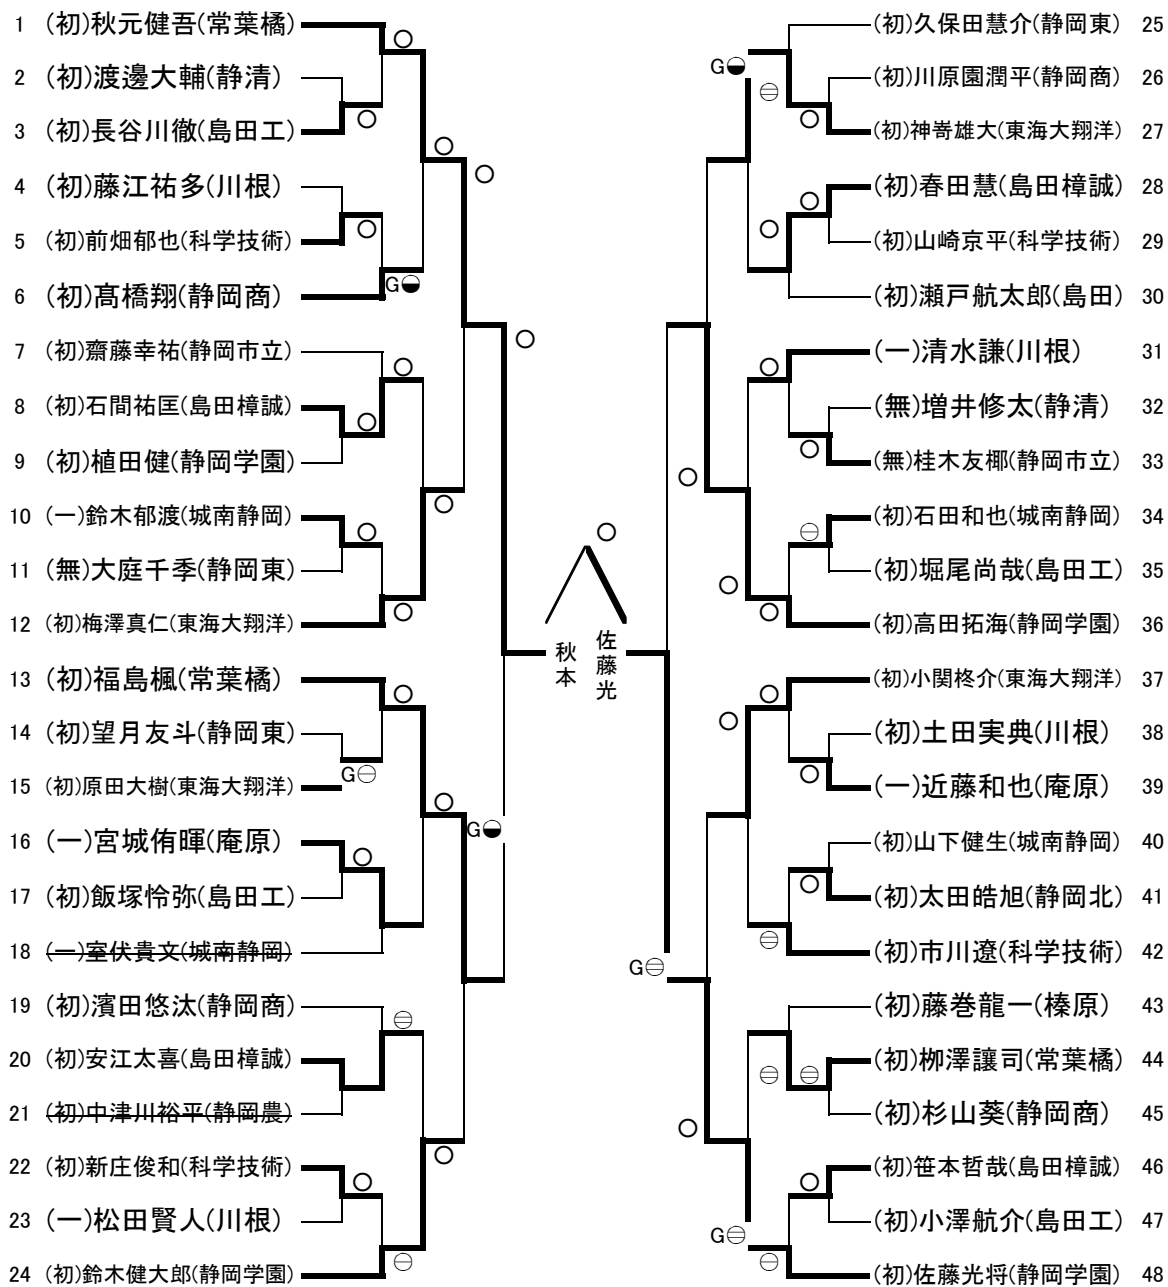 1 (初)秋元健吾(常葉橘)
2 (初)渡邊大輔(静清)
3 (初)長谷川徹(島田工)
4 (初)藤江祐多(川根)
5 (初)前畑郁也(科学技術)
6 (初)髙橋翔(静岡商)
G
7 (初)齋藤幸祐(静岡市立)
8 (初)石間祐匡(島田樟誠)
9 (初)植田健(静岡学園)
10 (一)鈴木郁渡(城南静岡)
11 (無)大庭千季(静岡東)
12 (初)梅澤真仁(東海大翔洋)
13 (初)福島楓(常葉橘)
14 (初)望月友斗(静岡東)
G
15 (初)原田大樹(東海大翔洋)
16 (一)宮城侑暉(庵原)
G
17 (初)飯塚怜弥(島田工)
18 (一)室伏貴文(城南静岡)
19 (初)濱田悠汰(静岡商)
20 (初)安江太喜(島田樟誠)
21 (初)中津川裕平(静岡農)
22 (初)新庄俊和(科学技術)
23 (一)松田賢人(川根)
24 (初)鈴木健大郎(静岡学園)
秋本
佐藤光
(初)久保田慧介(静岡東) 25
G
(初)川原園潤平(静岡商) 26
(初)神嵜雄大(東海大翔洋) 27
(初)春田慧(島田樟誠) 28
(初)山崎京平(科学技術) 29
(初)瀬戸航太郎(島田) 30
(一)清水謙(川根) 31
(無)増井修太(静清) 32
(無)桂木友椰(静岡市立) 33
(初)石田和也(城南静岡) 34
(初)堀尾尚哉(島田工) 35
(初)高田拓海(静岡学園) 36
(初)小関柊介(東海大翔洋) 37
(初)土田実典(川根) 38
(一)近藤和也(庵原) 39
(初)山下健生(城南静岡) 40
(初)太田皓旭(静岡北) 41
(初)市川遼(科学技術) 42
G
(初)藤巻龍一(榛原) 43
(初)栁澤讓司(常葉橘) 44
(初)杉山葵(静岡商) 45
(初)笹本哲哉(島田樟誠) 46
(初)小澤航介(島田工) 47
G
(初)佐藤光将(静岡学園) 48